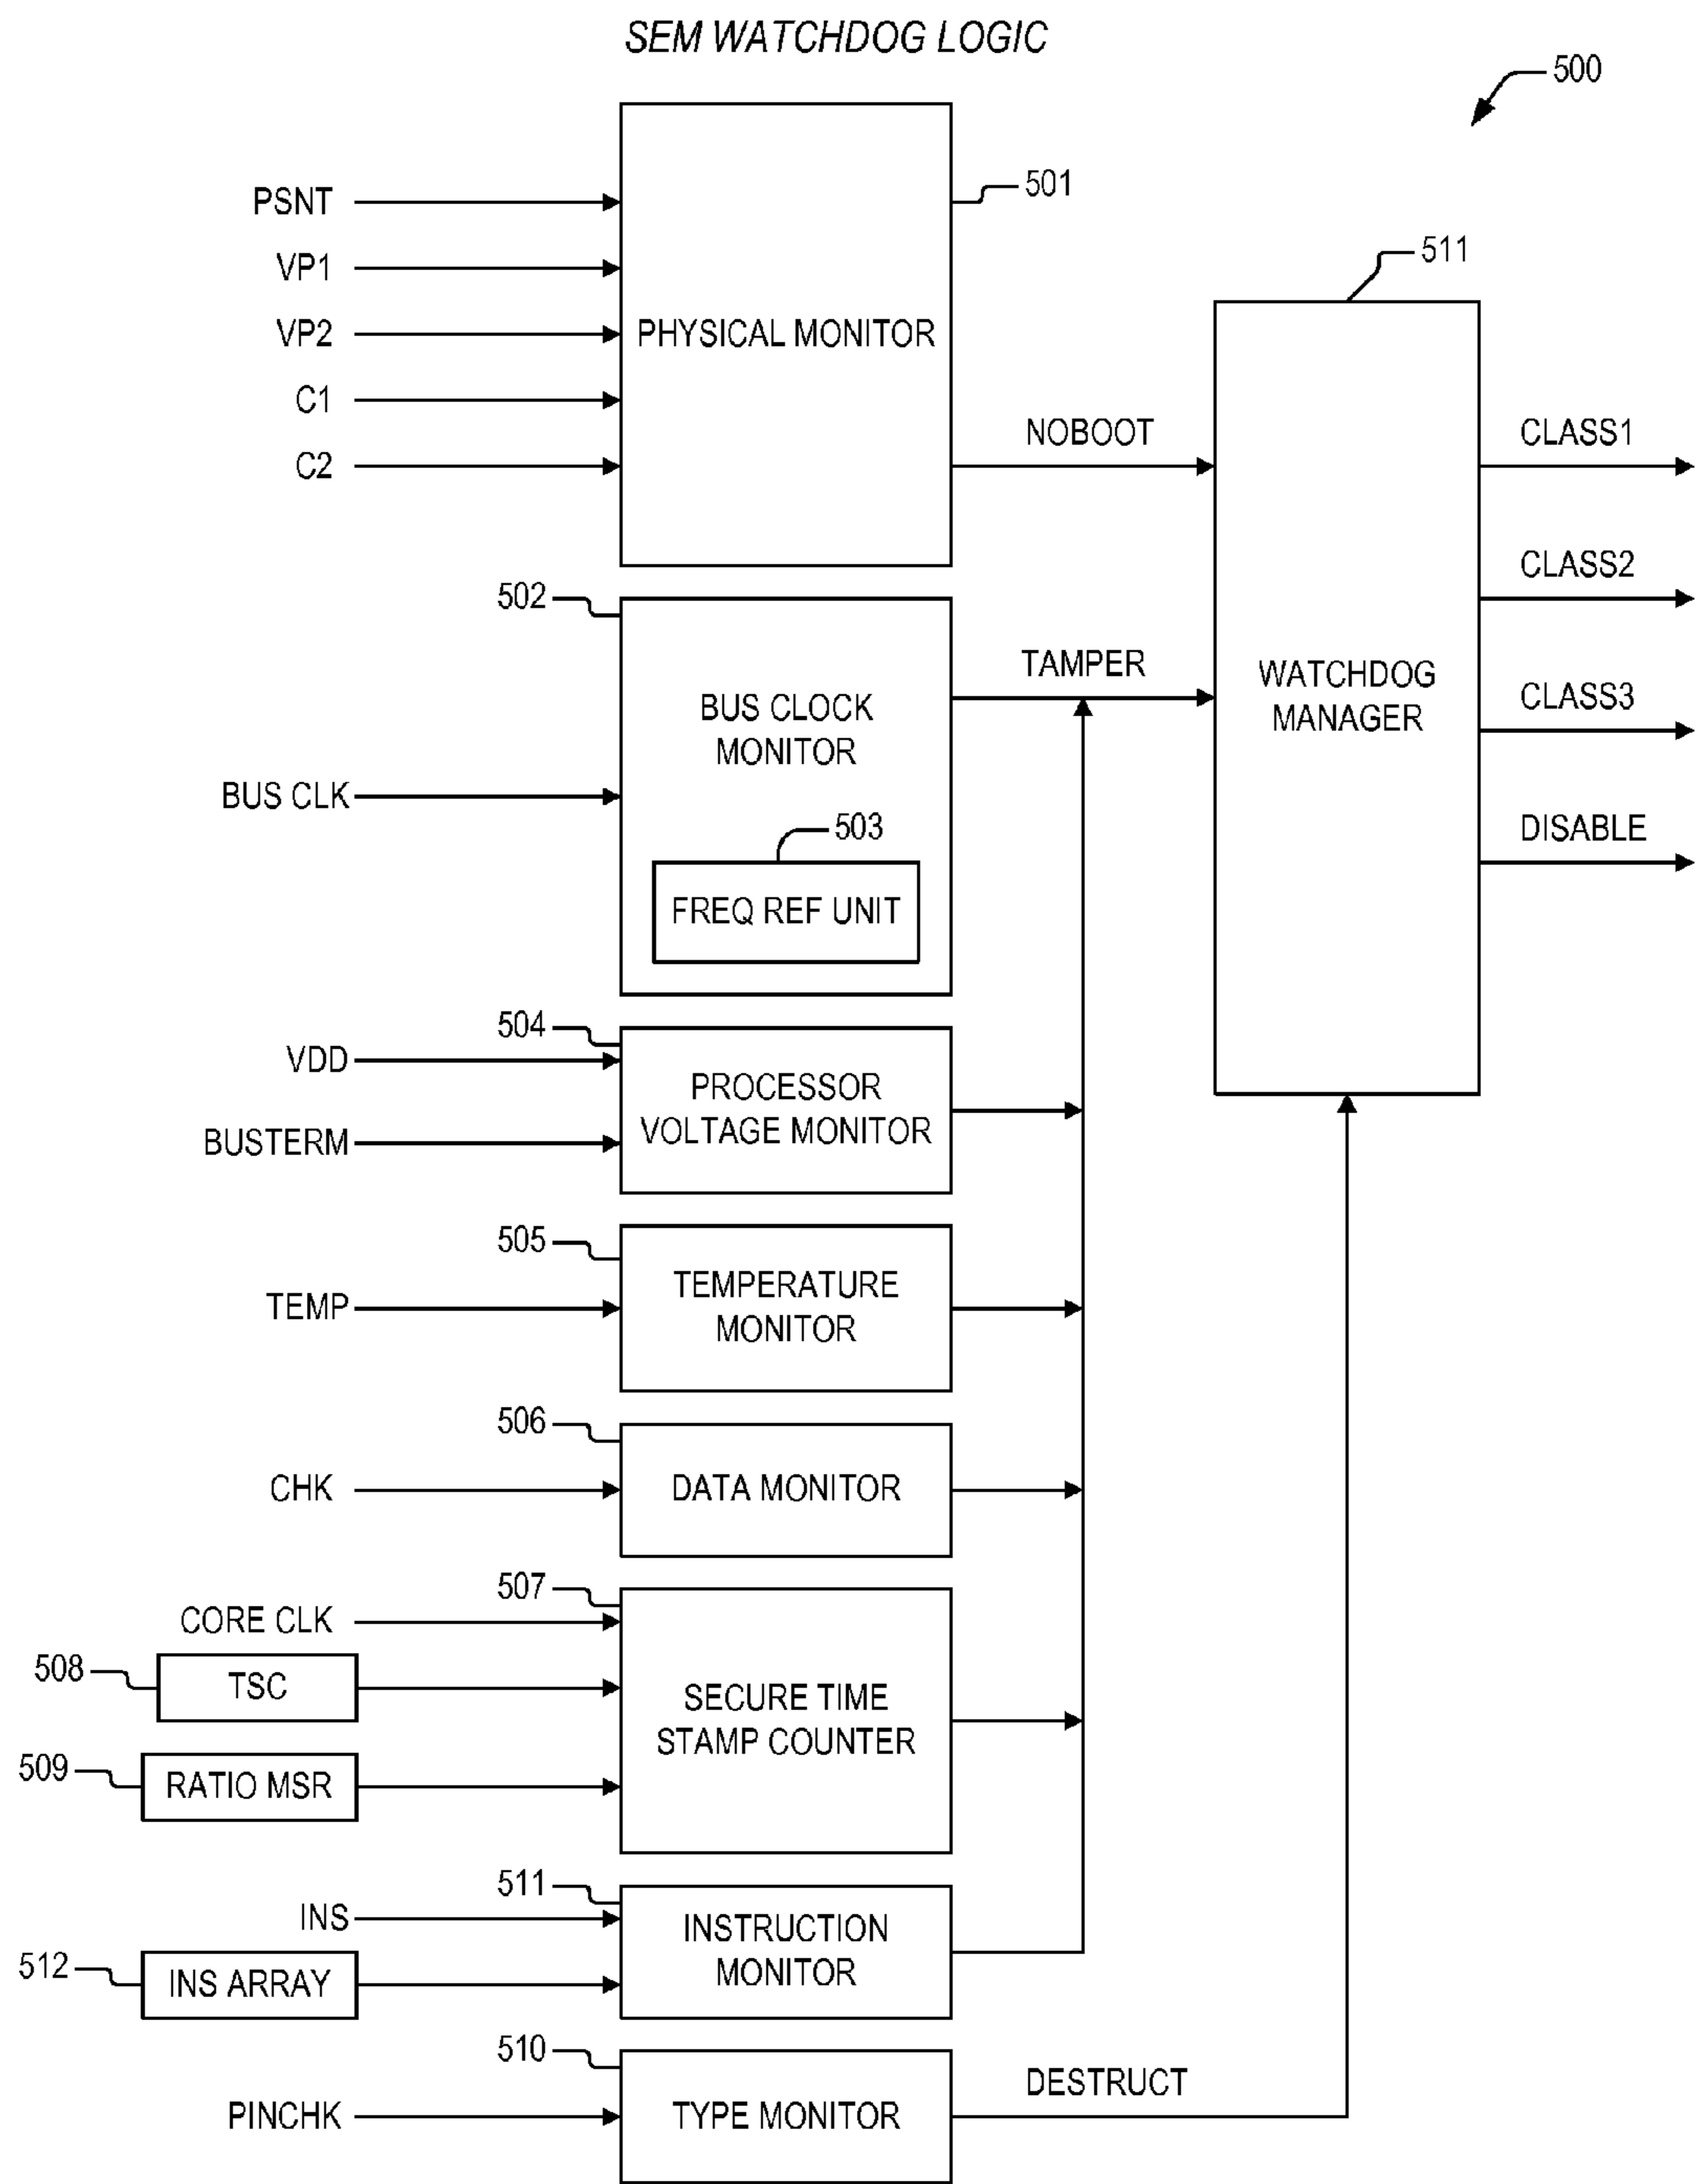 SEM WATCHDOG LOGIC
500
PSNT
501
VP1
511
VP2
PHYSICAL MONITOR
C1
NOBOOT
CLASS1
C2
502
CLASS2
TAMPER
WATCHDOG
MANAGER
CLASS3
BUS CLOCK
MONITOR
BUS CLK
503
DISABLE
FREQ REF UNIT
504
VDD
PROCESSOR
VOLTAGE MONITOR
BUSTERM
505
TEMP
TEMPERATURE
MONITOR
506
CHK
DATA MONITOR
507
CORE CLK
508
TSC
SECURE TIME
STAMP COUNTER
509
RATIO MSR
511
INS
INSTRUCTION
MONITOR
512
INS ARRAY
510
DESTRUCT
PINCHK
TYPE MONITOR